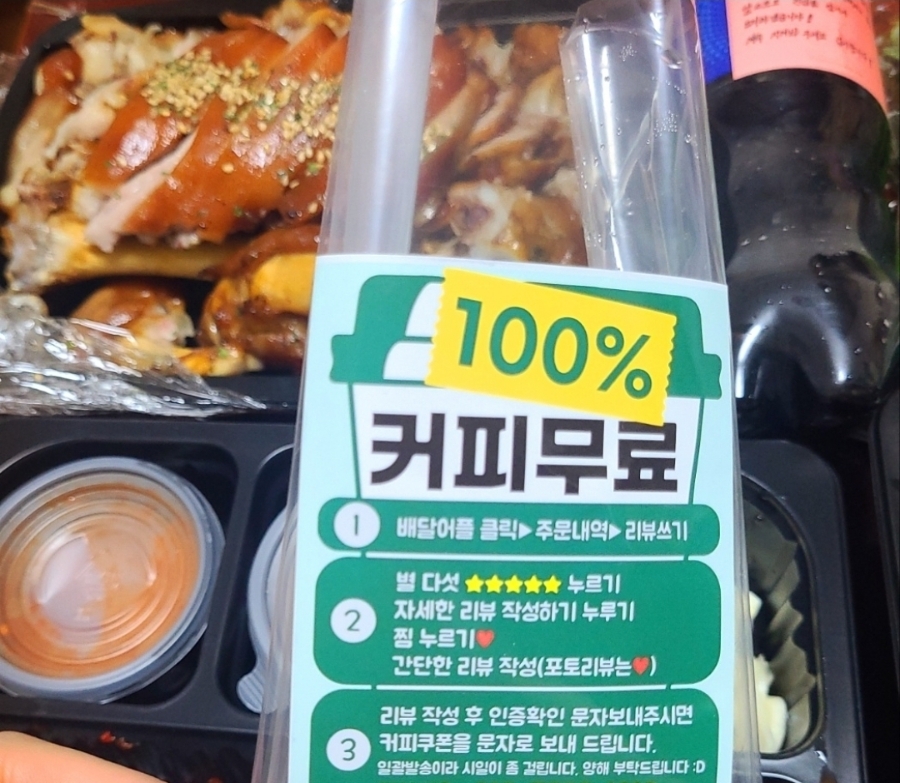 100%
커피무료
1 배달어플 클릭▶주문내역▶리뷰쓰기
2
별 다섯 ★★★★★ 누르기
자세한 리뷰 작성하기 누루기
찜 누르기♥
간단한 리뷰 작성(포토리뷰는♥)
3
리뷰 작성 후 인증확인 문자보내주시면
커피쿠폰을 문자로 보내 드립니다.
일괄발송이라 시일이 좀 걸립니다. 양해 부탁드립니다 :D